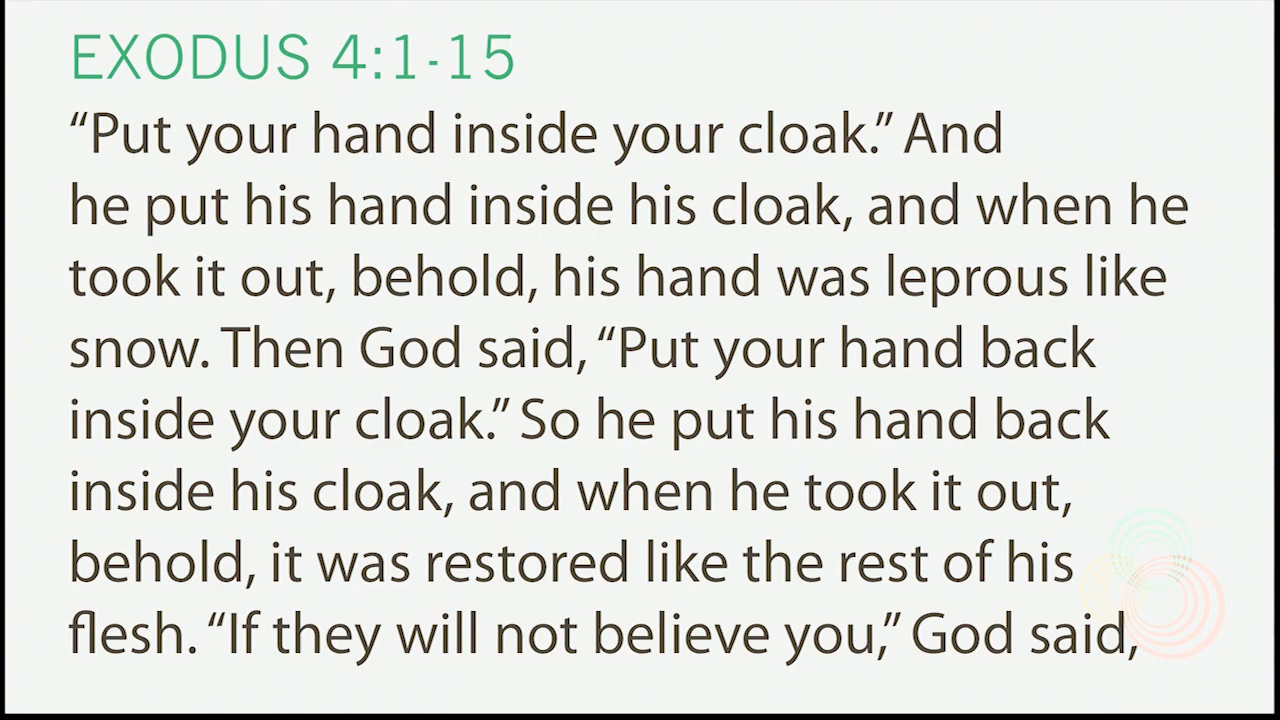 EXODUS 4:1-15
“Put your hand inside your cloak.” And
he put his hand inside his cloak, and when he
took it out, behold, his hand was leprous like
snow. Then God said, “Put your hand back
inside your cloak.” So he put his hand back
inside his cloak, and when he took it out,
behold, it was restored like the rest of his
flesh. “If they will not believe you,” God said,